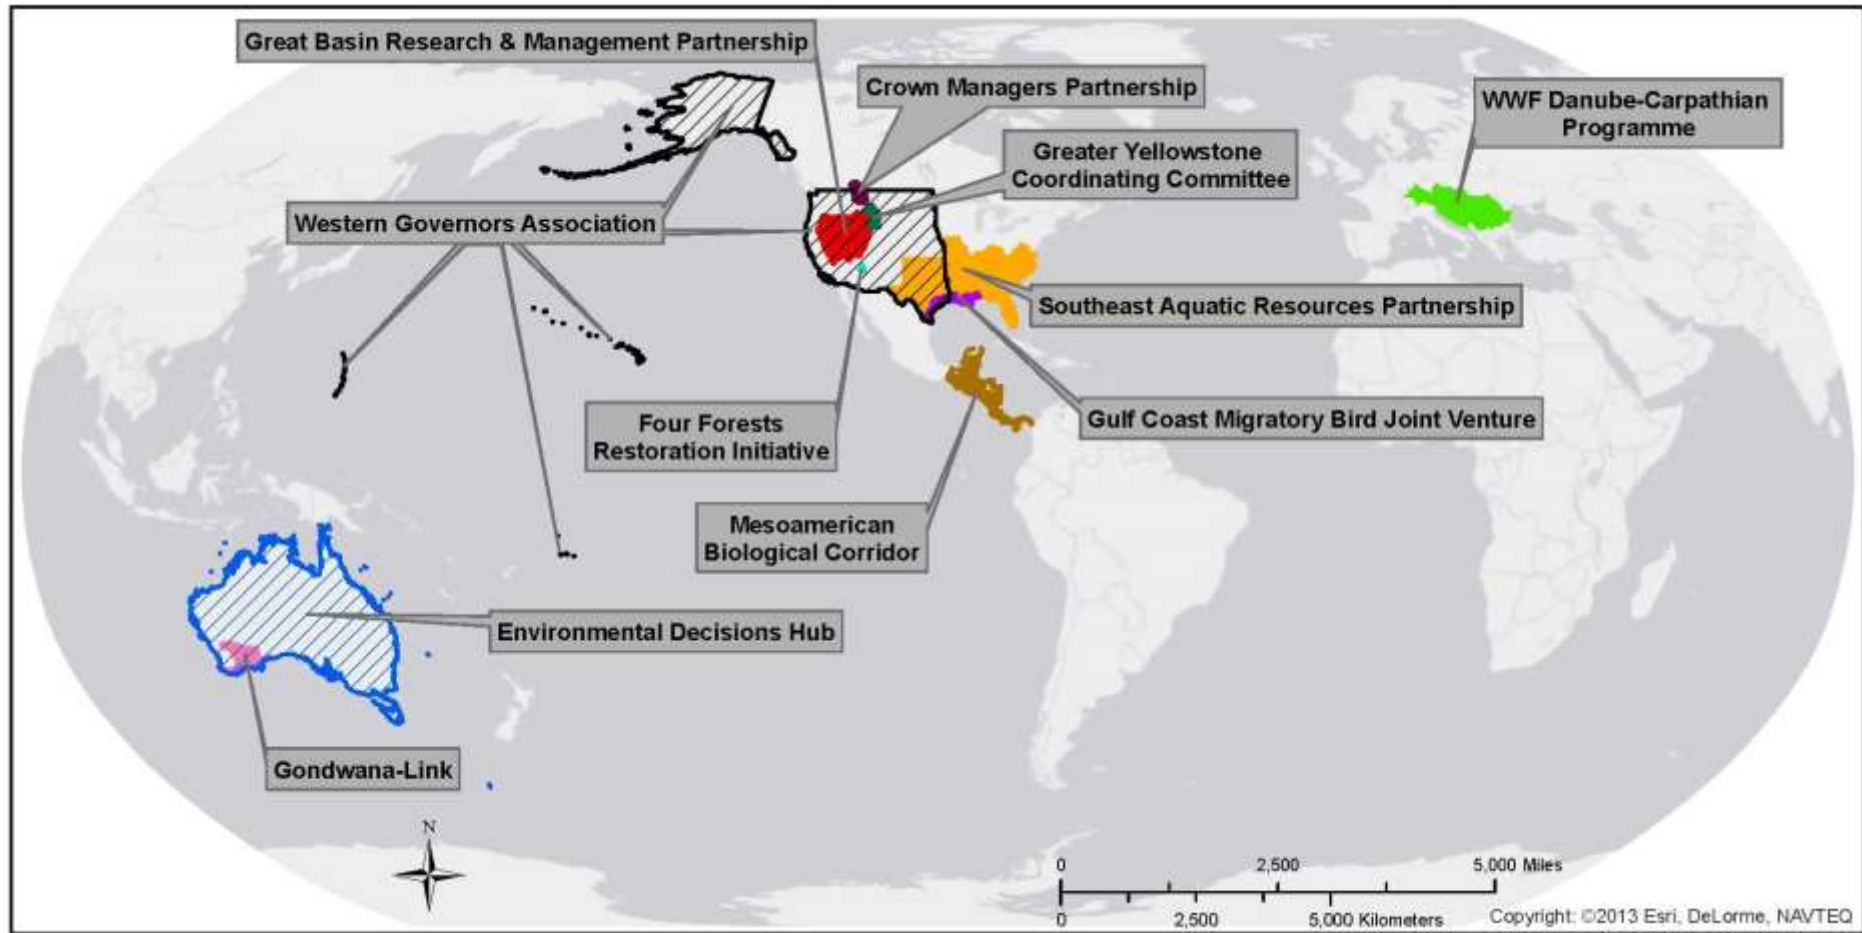 Great Basin Research & Management Partnership
Crown Managers Partnership
WWF Danube-Carpathian
Programme
Greater Yellowstone
Coordinating Committee
Western Governors Association
Southeast Aquatic Resources Partnership
Four Forests
Restoration Initiative
Gulf Coast Migratory Bird Joint Venture
Mesoamerican
Biological Corridor
Environmental Decisions Hub
Gondwana-Link
N
0 2,500 5,000 Miles
0 2,500 5,000 Kilometers
Copyright: ©2013 Esri, DeLorme, NAVTEQ